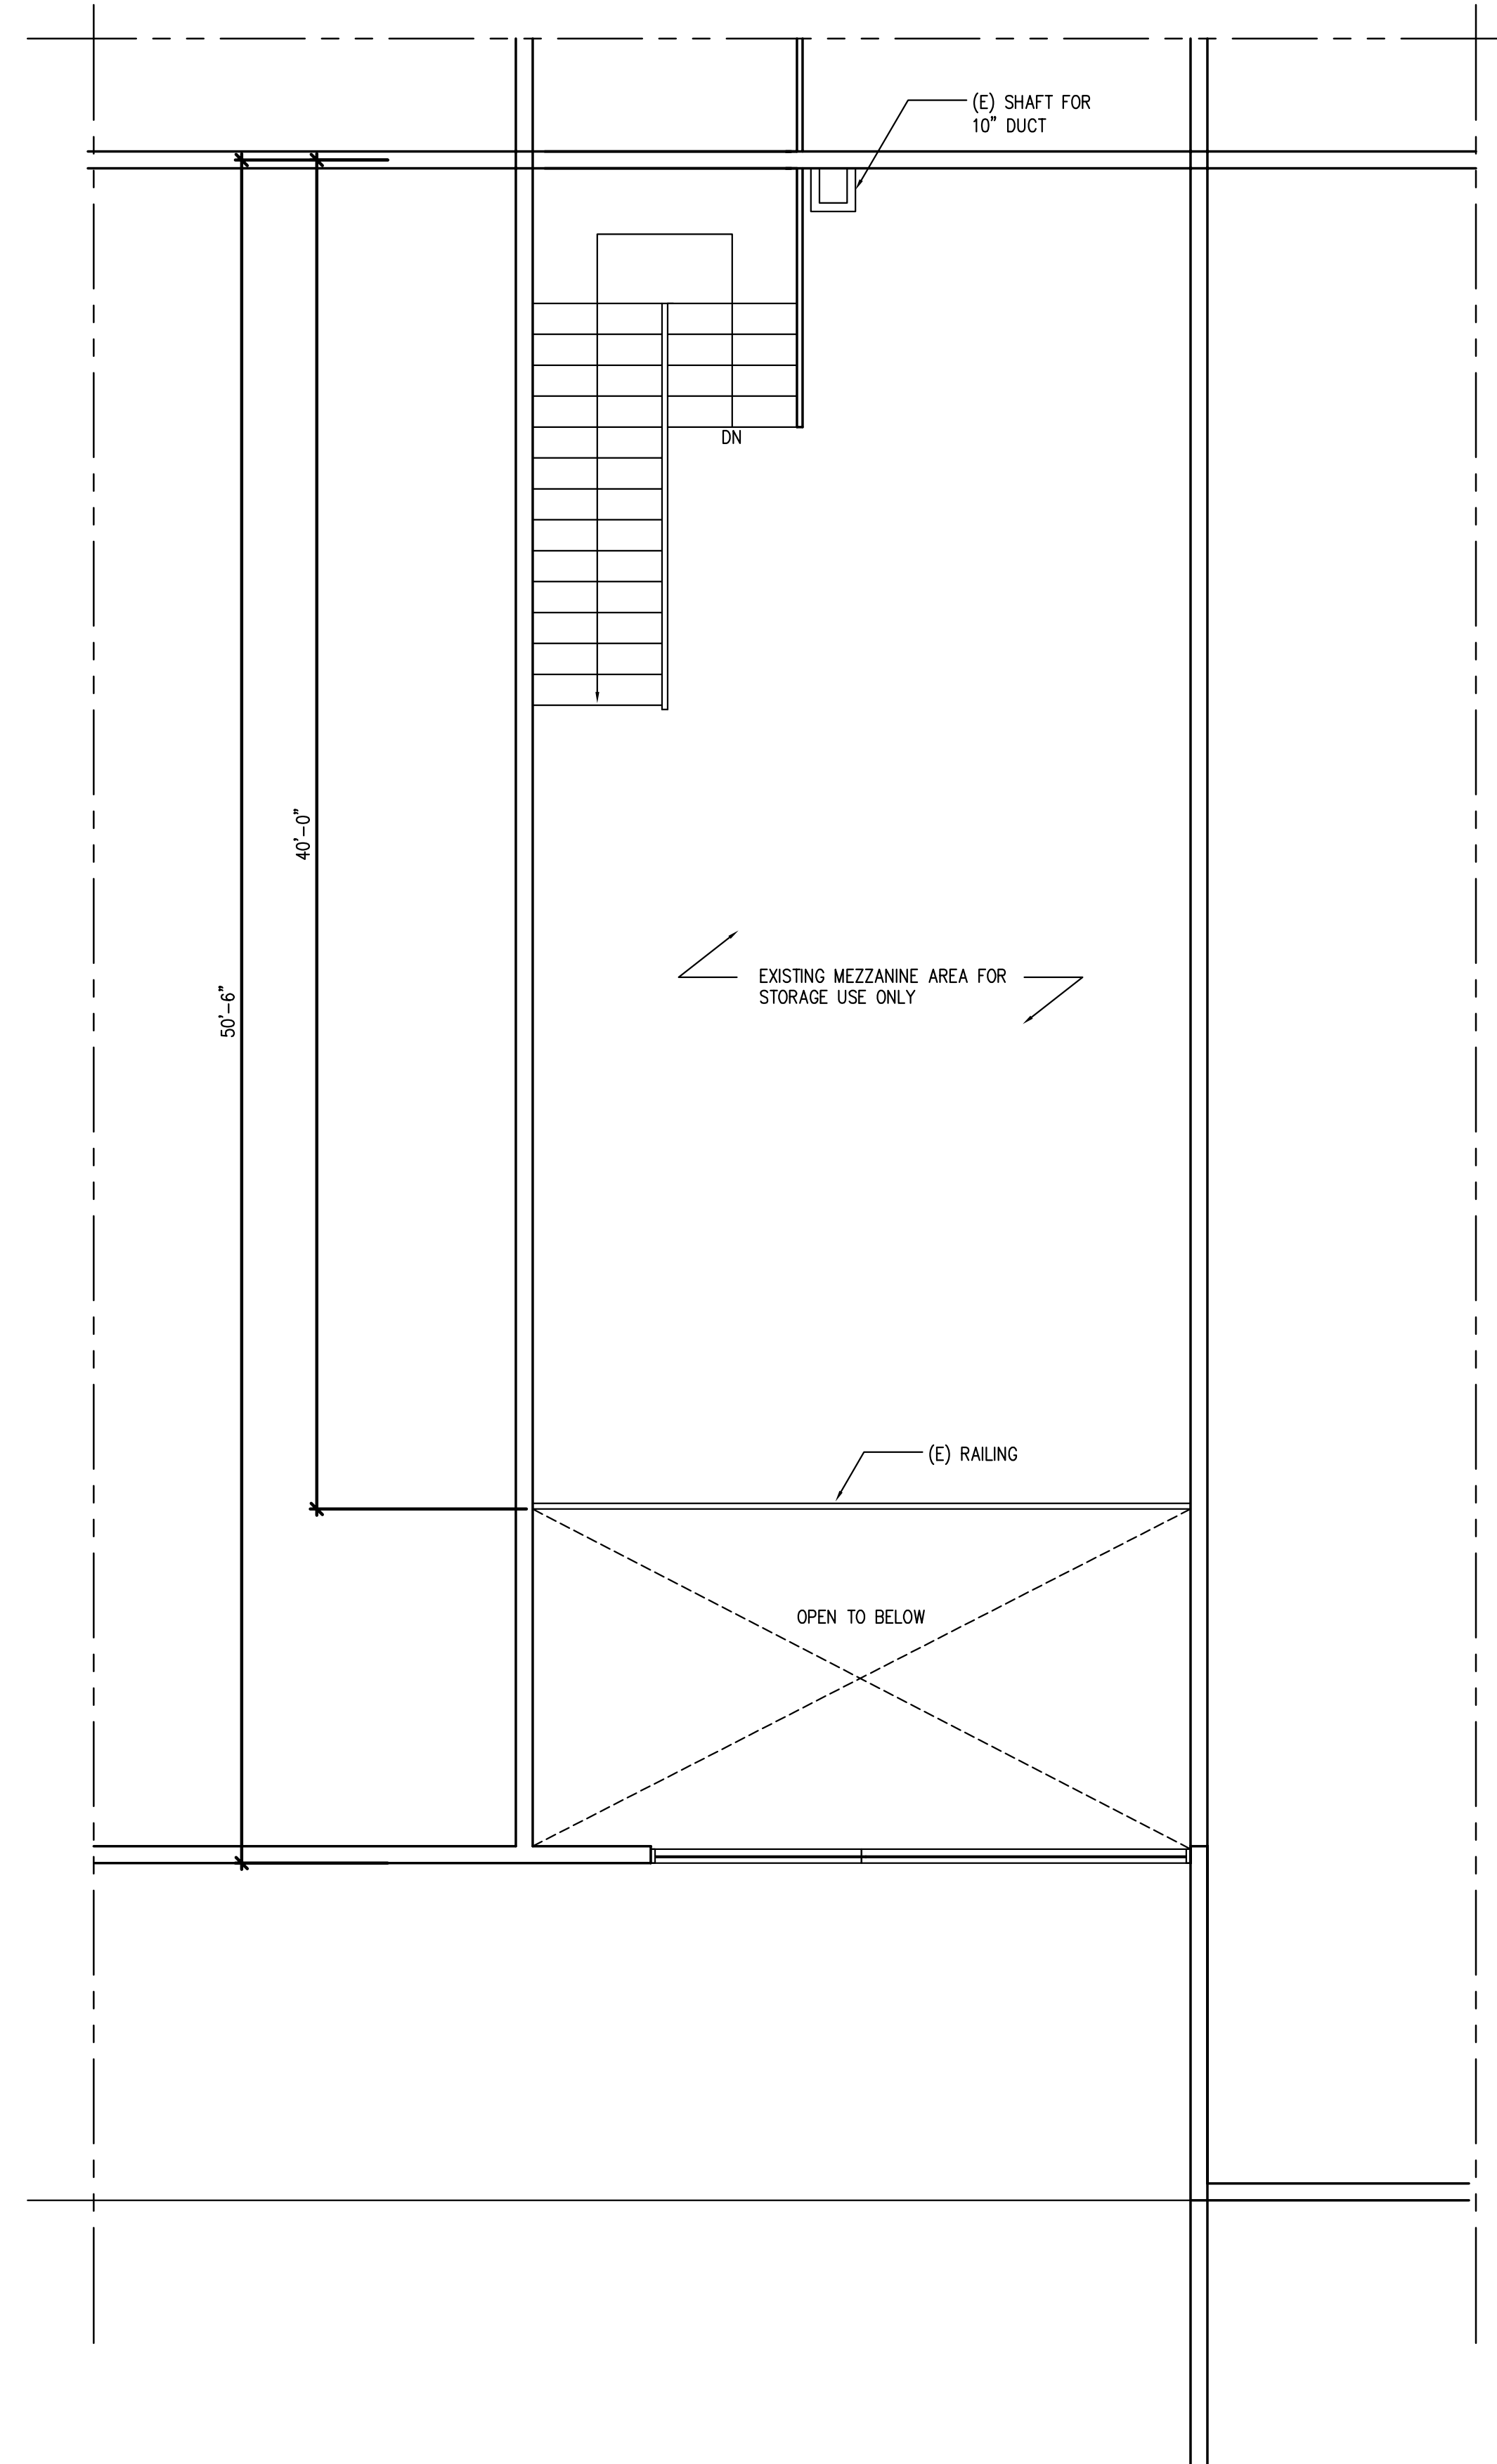 (E) SHAFT FOR
10" DUCT
DN
40'-0"
EXISTING MEZZANINE AREA FOR
STORAGE USE ONLY
50'-6"
(E) RAILING
OPEN TO BELOW